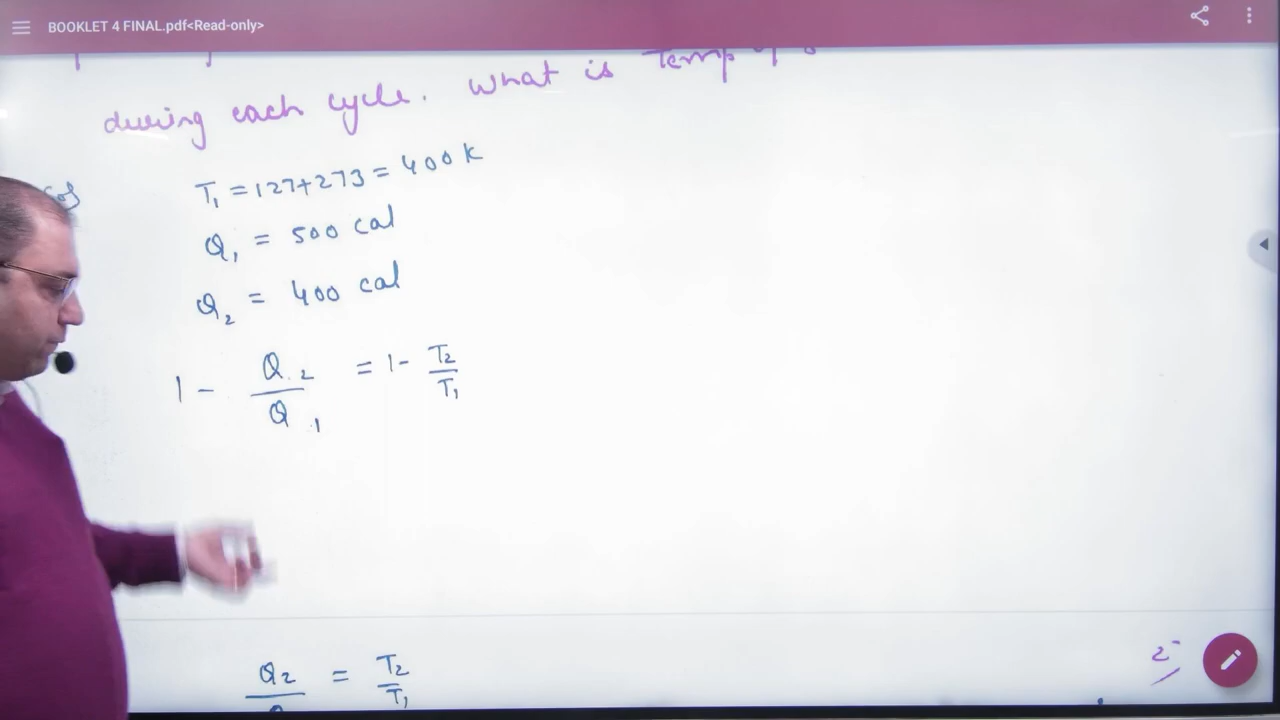 BOOKLET 4 FINAL.pdf<Read-only>
Temp
during each cycle. What is
T₁ = 127+273 = 400 K
Q₁ = 500 cal
Q₂ = 400 cal
1 - Q₂/Q₁ = 1 - T₂/T₁
Q₂ = T₂/T₁